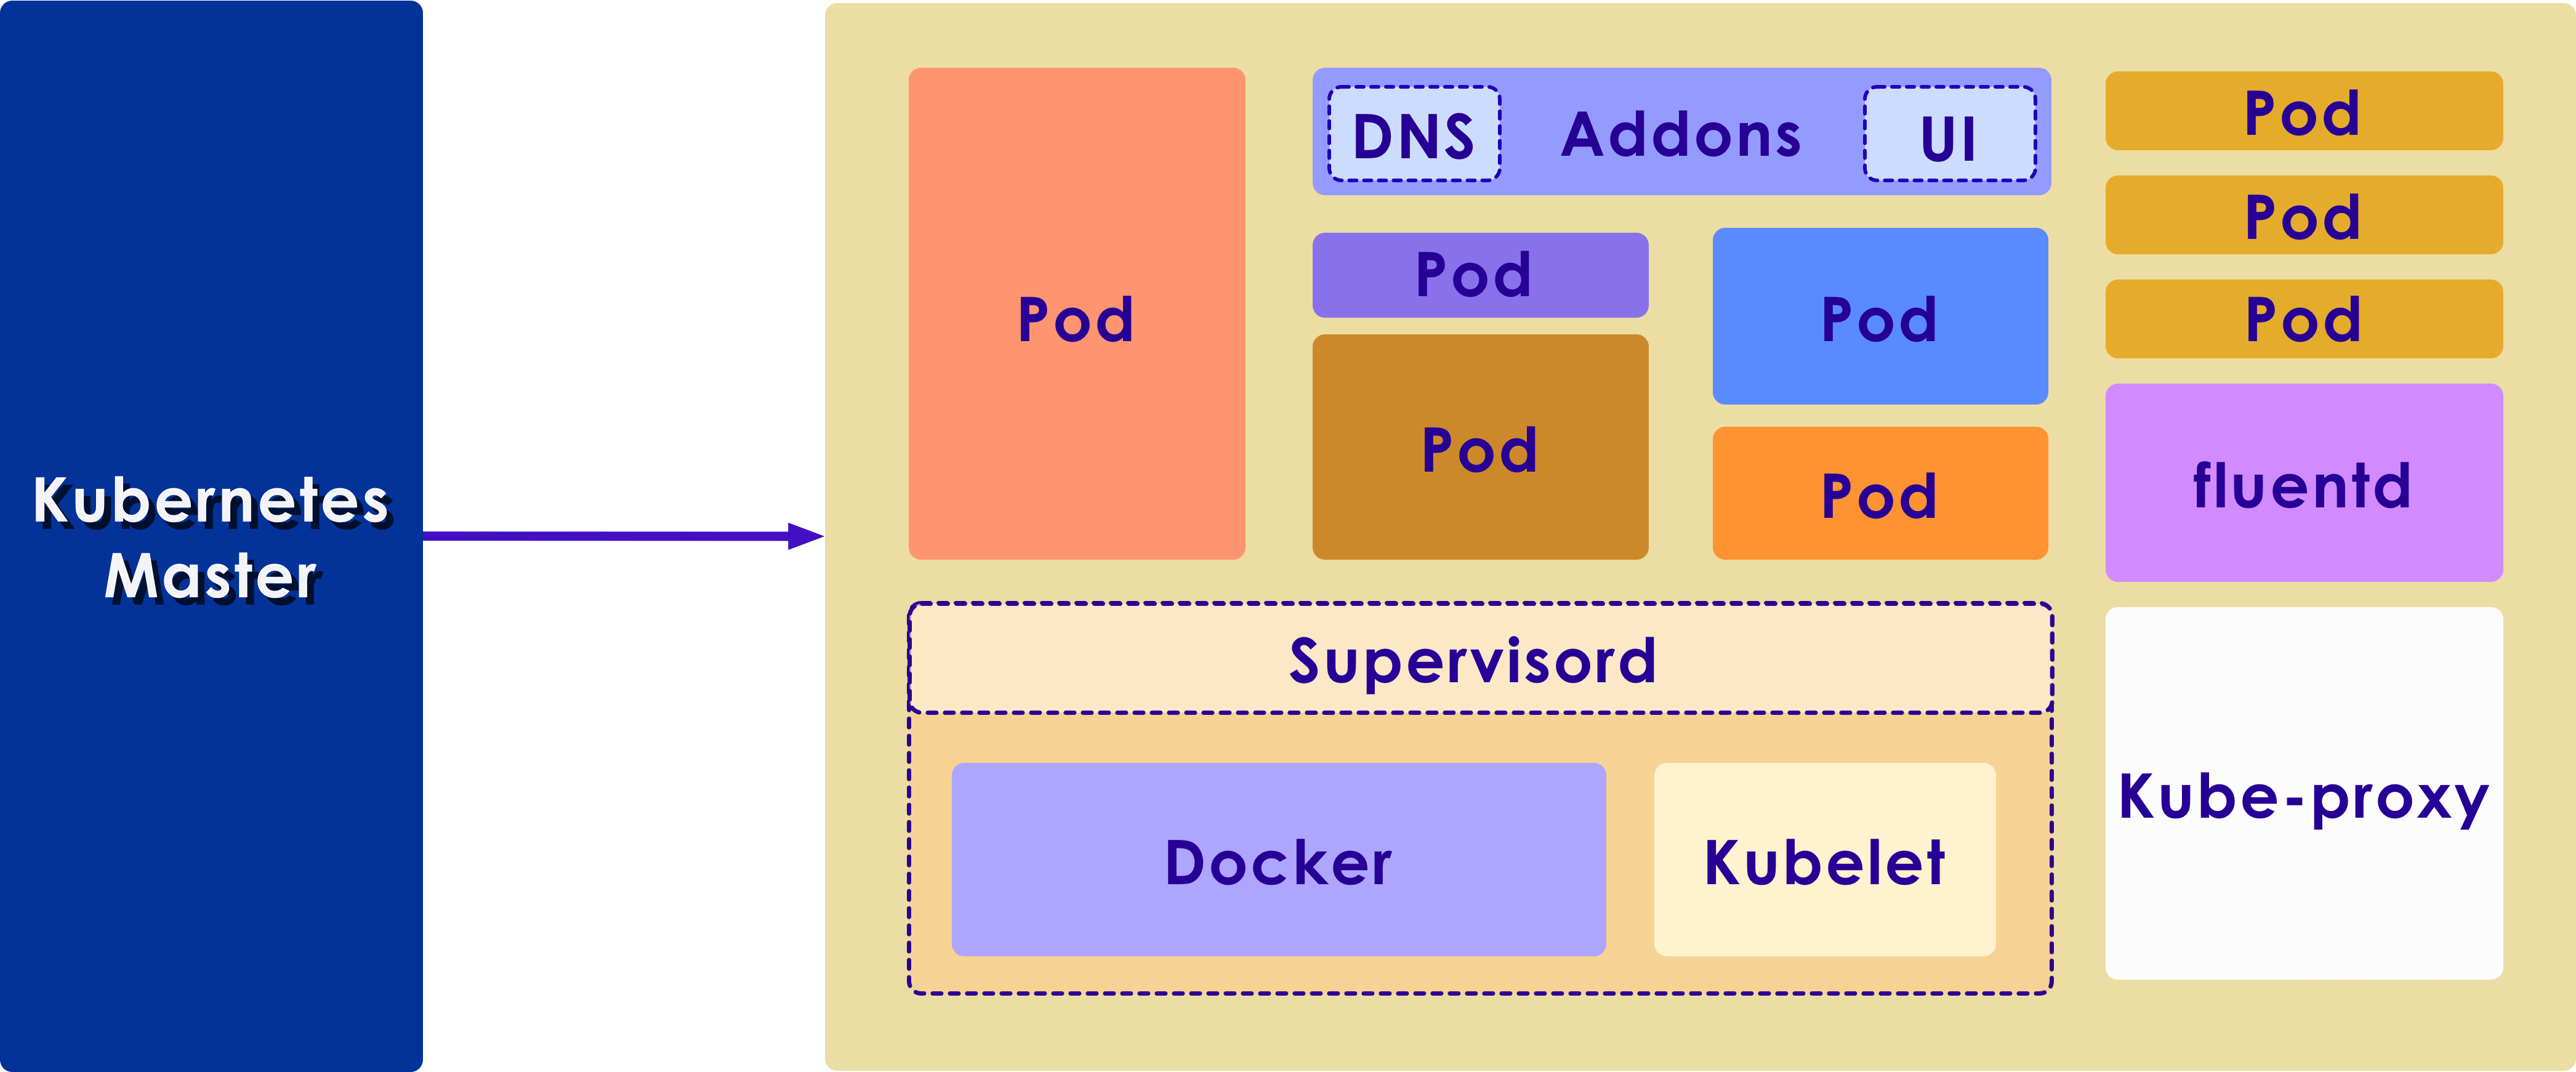 Kubernetes
Master
Pod
DNS
Addons
UI
Pod
Pod
Pod
Pod
Pod
Pod
Pod
fluentd
Supervisord
Docker
Kubelet
Kube-proxy